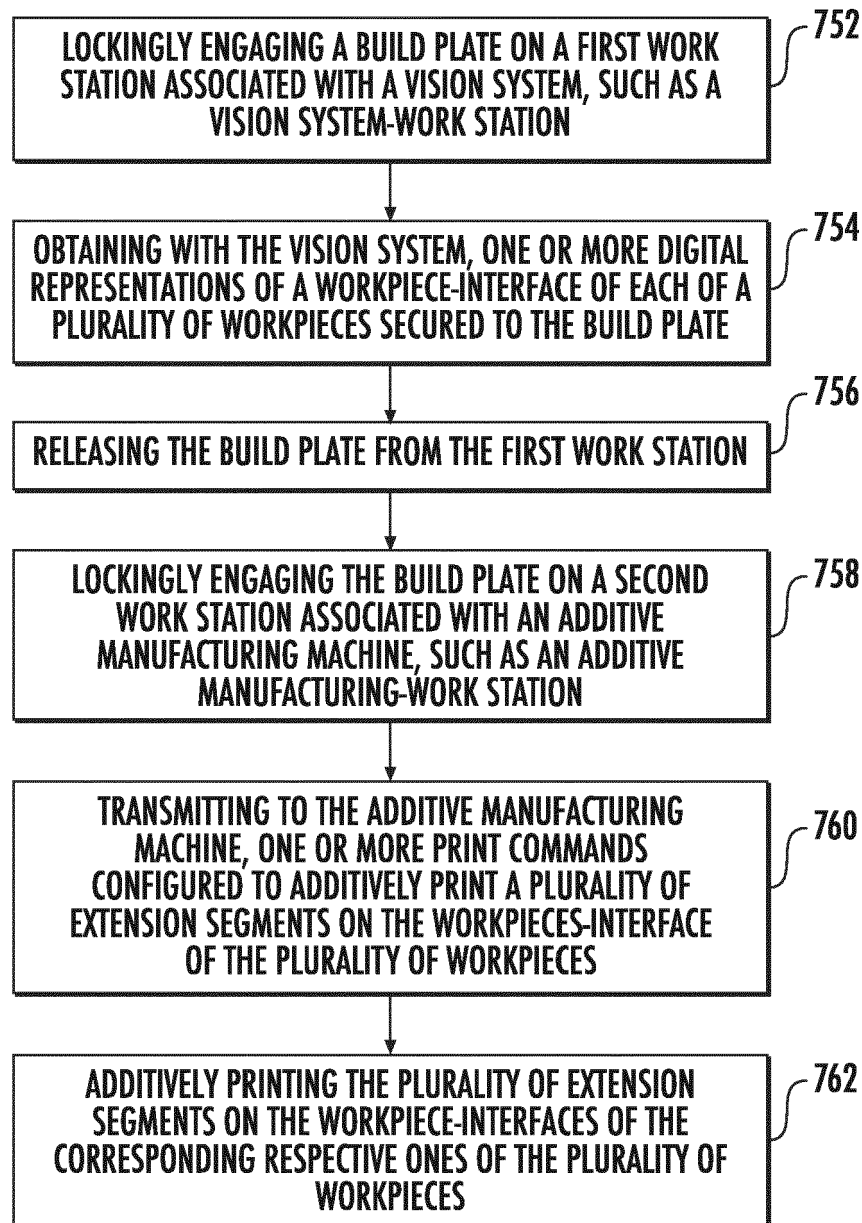 LOCKINGLY ENGAGING A BUILD PLATE ON A FIRST WORK
STATION ASSOCIATED WITH A VISION SYSTEM, SUCH AS A
VISION SYSTEM-WORK STATION
752
OBTAINING WITH THE VISION SYSTEM, ONE OR MORE DIGITAL
REPRESENTATIONS OF A WORKPIECE-INTERFACE OF EACH OF A
PLURALITY OF WORKPIECES SECURED TO THE BUILD PLATE
754
RELEASING THE BUILD PLATE FROM THE FIRST WORK STATION
756
LOCKINGLY ENGAGING THE BUILD PLATE ON A SECOND
WORK STATION ASSOCIATED WITH AN ADDITIVE
MANUFACTURING MACHINE, SUCH AS AN ADDITIVE
MANUFACTURING-WORK STATION
758
TRANSMITTING TO THE ADDITIVE MANUFACTURING
MACHINE, ONE OR MORE PRINT COMMANDS
CONFIGURED TO ADDITIVELY PRINT A PLURALITY OF
EXTENSION SEGMENTS ON THE WORKPIECES-INTERFACE
OF THE PLURALITY OF WORKPIECES
760
ADDITIVELY PRINTING THE PLURALITY OF EXTENSION
SEGMENTS ON THE WORKPIECE-INTERFACES OF THE
CORRESPONDING RESPECTIVE ONES OF THE PLURALITY OF
WORKPIECES
762